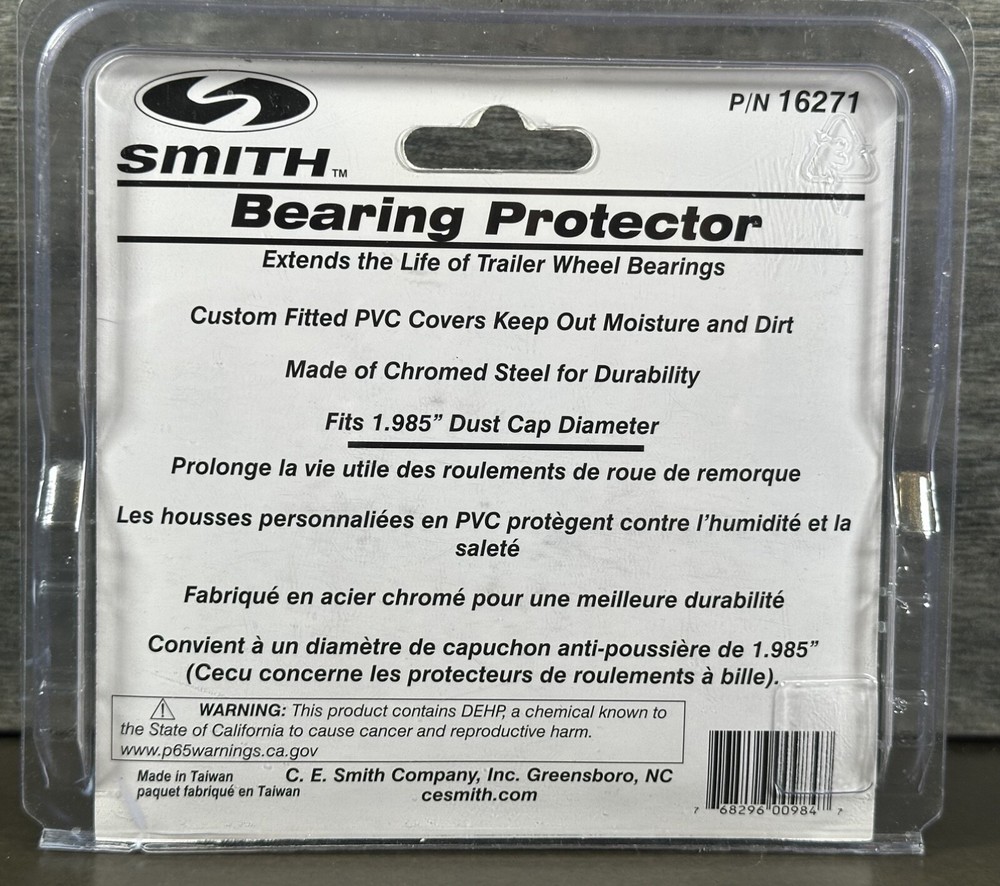 P/N 16271
SMITH™
Bearing Protector
Extends the Life of Trailer Wheel Bearings
Custom Fitted PVC Covers Keep Out Moisture and Dirt
Made of Chromed Steel for Durability
Fits 1.985” Dust Cap Diameter
Prolonge la vie utile des roulements de roue de remorque
Les housses personnaliées en PVC protègent contre l’humidité et la
saleté
Fabriqué en acier chromé pour une meilleure durabilité
Convient à un diamètre de capuchon anti-poussière de 1.985”
(Cecu concerne les protecteurs de roulements à bille).
⚠ WARNING: This product contains DEHP, a chemical known to
the State of California to cause cancer and reproductive harm.
www.p65warnings.ca.gov
Made in Taiwan
paquet fabriqué en Taiwan
C. E. Smith Company, Inc. Greensboro, NC
cesmith.com
7 68296 00984 7